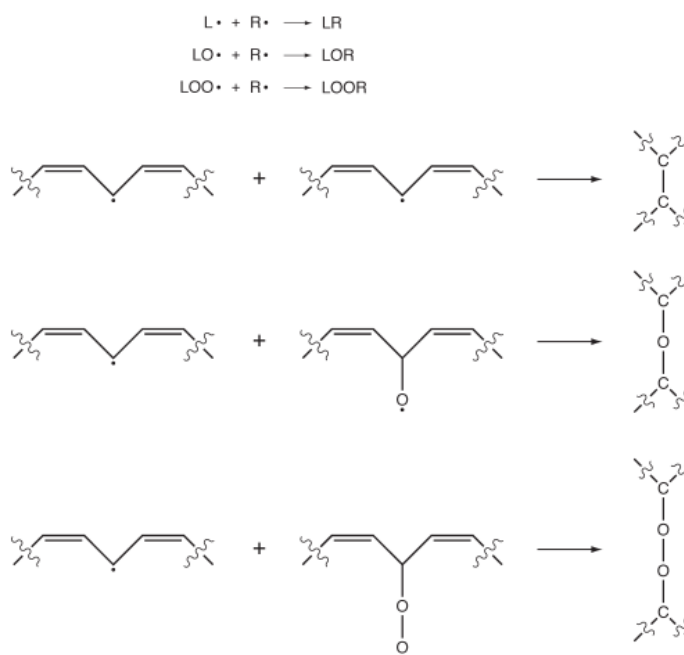 L• + R• → LR
LO• + R• → LOR
LOO• + R• → LOOR
+
C
C
•
•
+
C
O
C
•
O
•
+
C
O
O
C
•
O
O